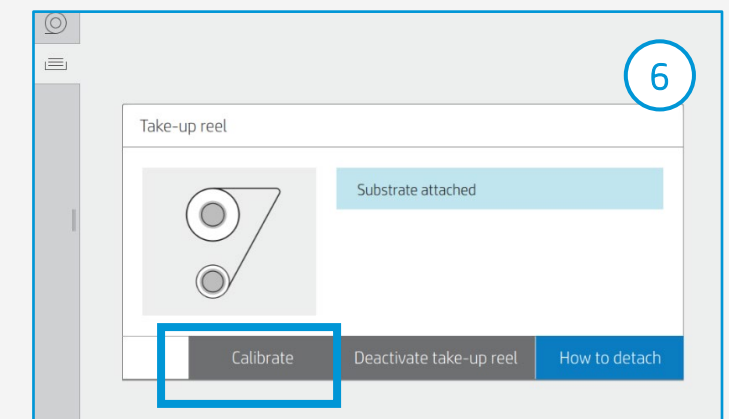 6
Take-up reel
Substrate attached
Calibrate
Deactivate take-up reel
How to detach